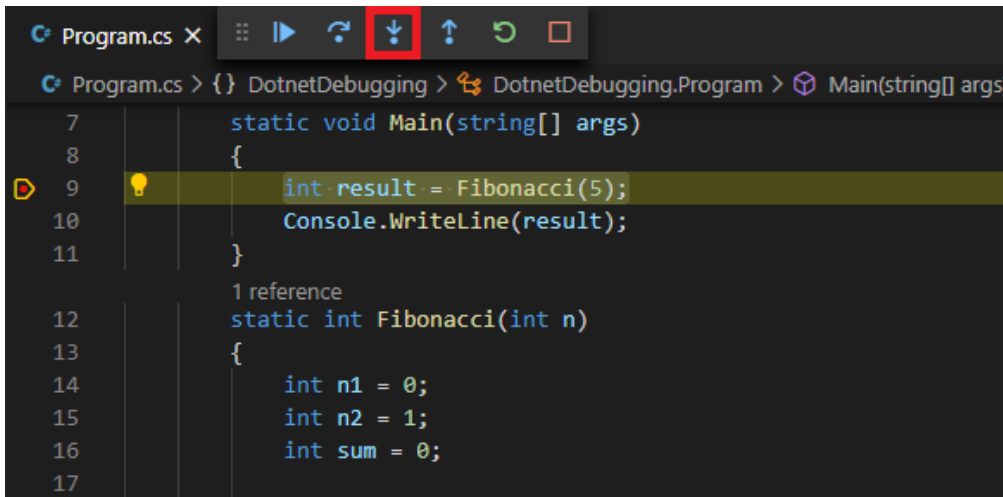 C# Program.cs ×
C# Program.cs > {} DotnetDebugging > DotnetDebugging.Program > Main(string[] args
7 static void Main(string[] args)
8 {
9 int result = Fibonacci(5);
10 Console.WriteLine(result);
11 }
1 reference
12 static int Fibonacci(int n)
13 {
14 int n1 = 0;
15 int n2 = 1;
16 int sum = 0;
17